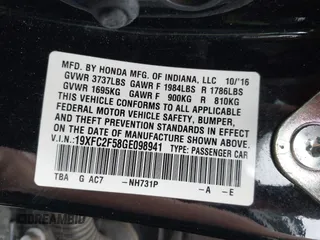 MFD. BY HONDA MFG. OF INDIANA, LLC 10/'16
GVWR 3737LBS GAWR F 1984LBS R 1786LBS
GVWR 1695KG GAWR F 900KG R 810KG
THIS VEHICLE CONFORMS TO ALL APPLICABLE
FEDERAL MOTOR VEHICLE SAFETY, BUMPER, AND
THEFT PREVENTION STANDARDS IN EFFECT ON THE
DATE OF MANUFACTURE SHOWN ABOVE.
V.I.N.: 19XFC2F58GE098941 TYPE: PASSENGER CAR
TBA G AC7 -NH731P -A -E
DREAMBID